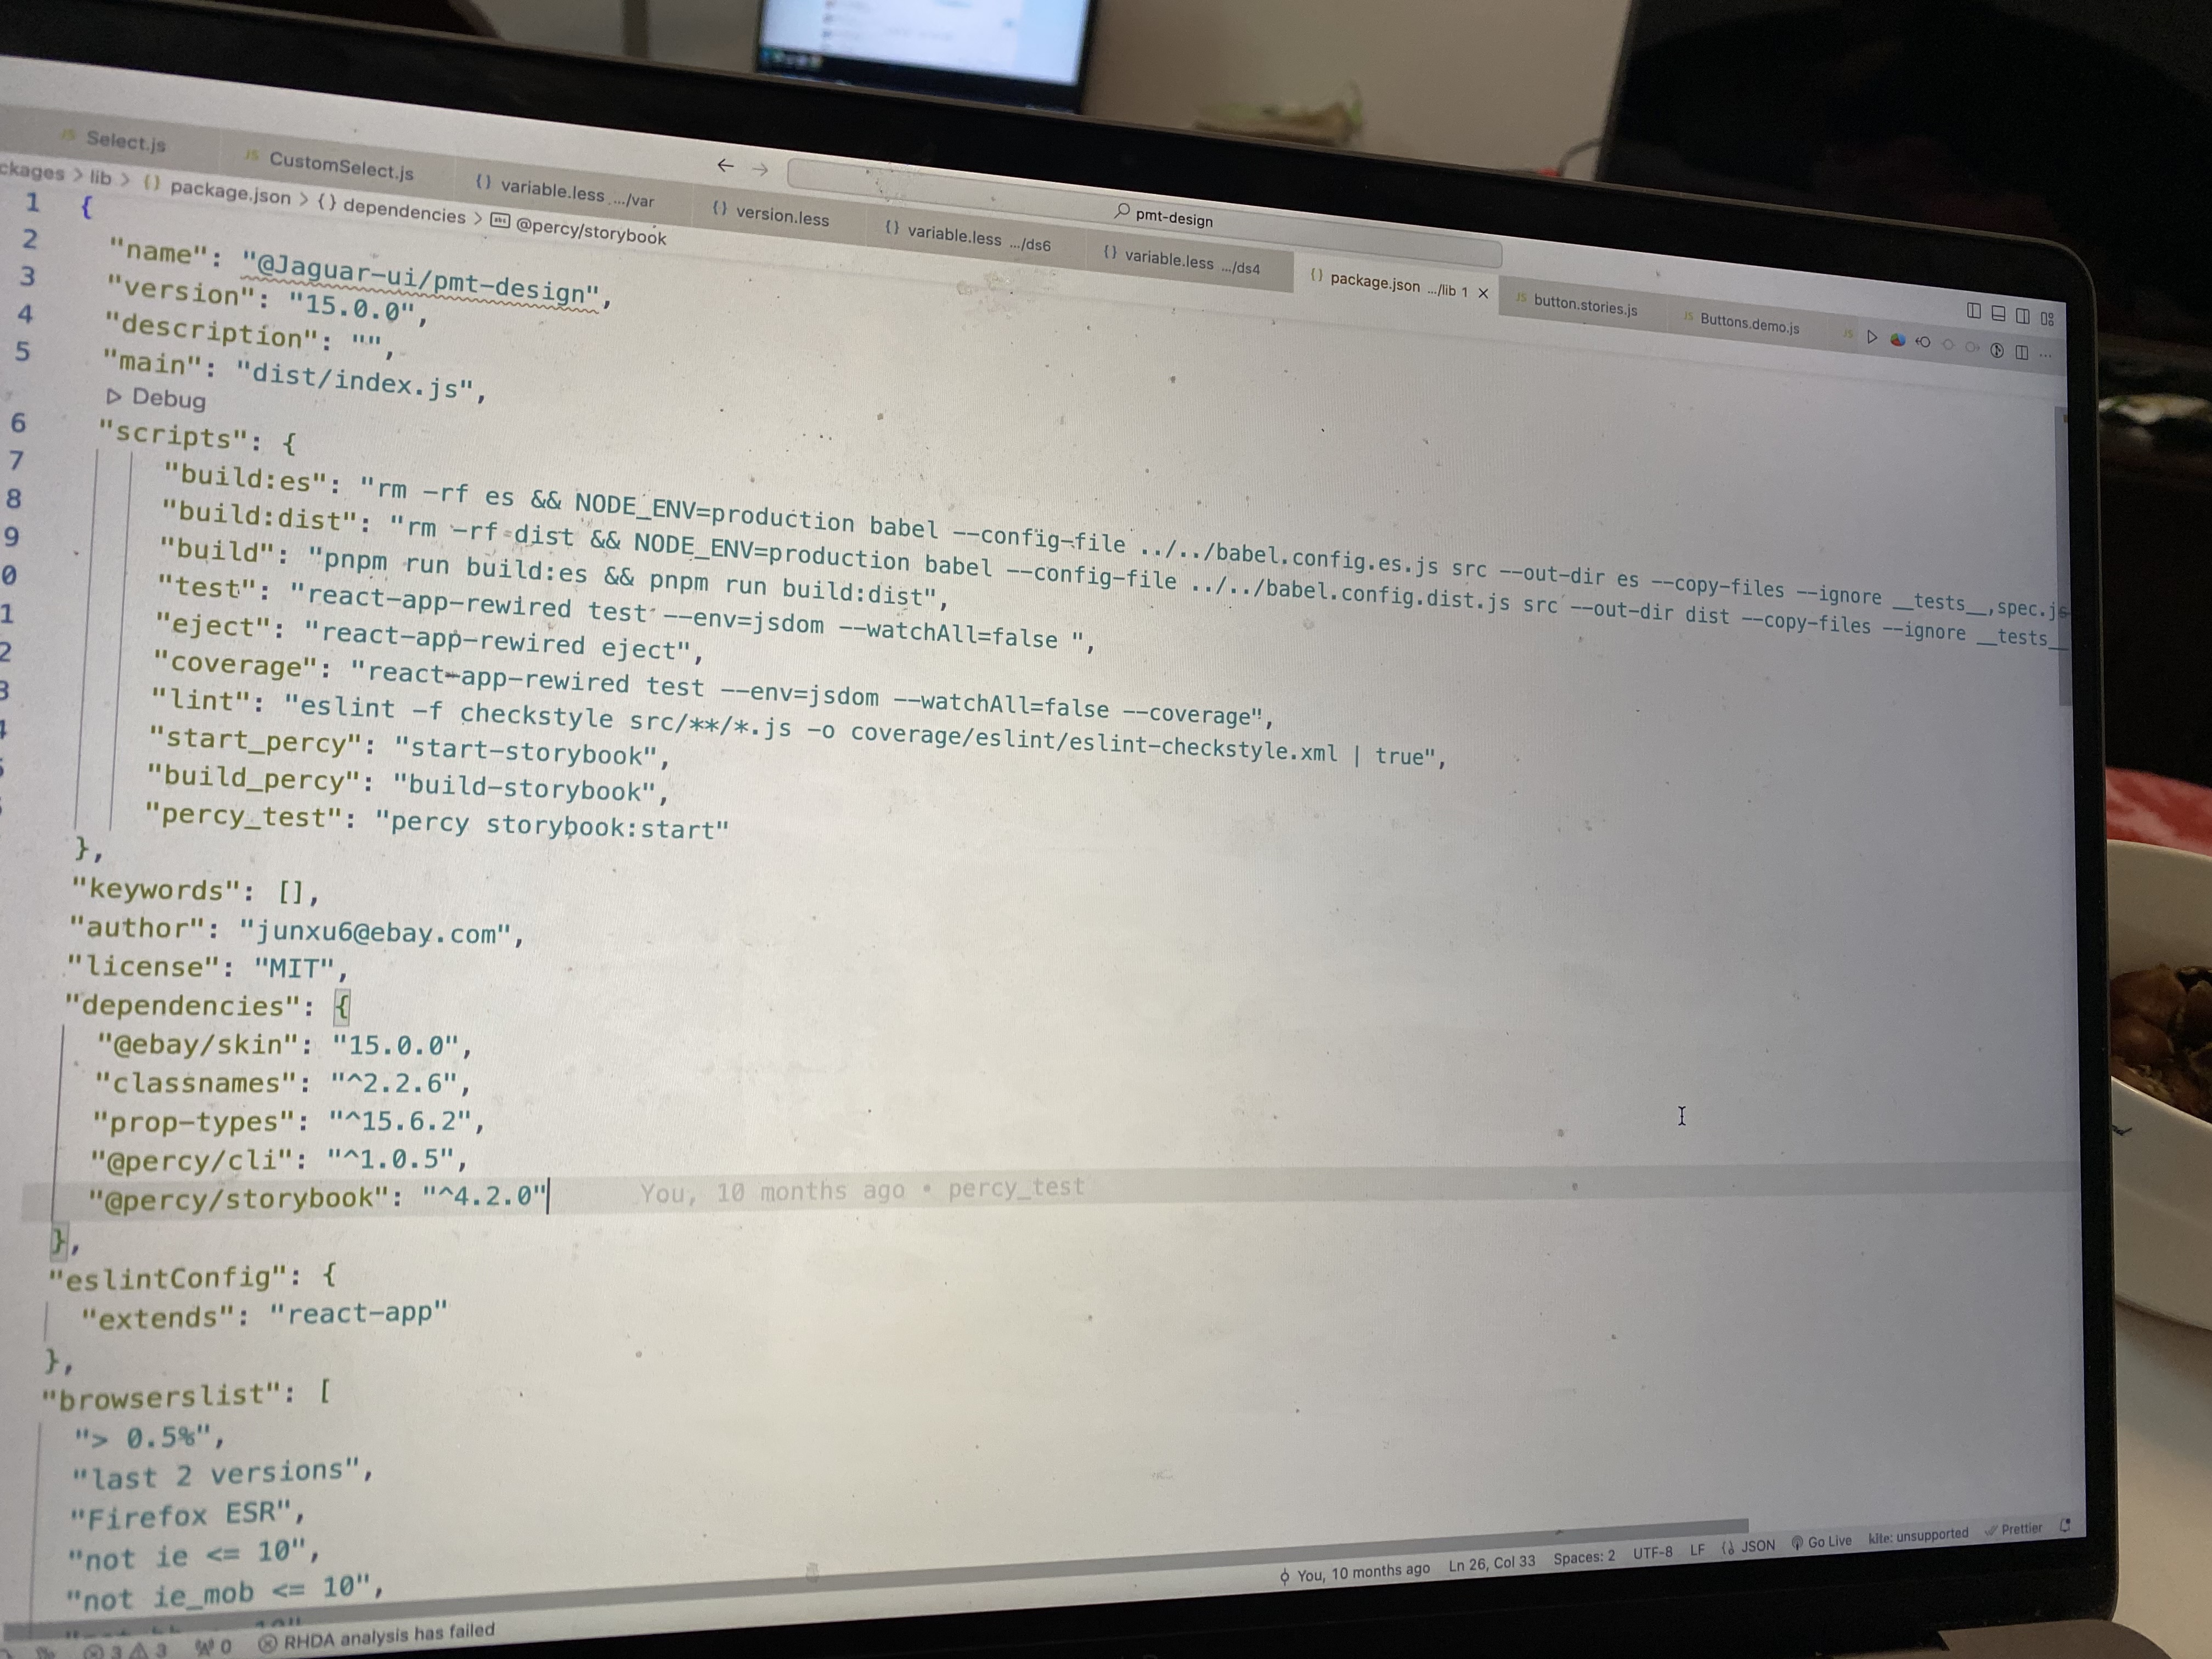 Select.js
CustomSelect.js
variable.less .../var
version.less
variable.less .../ds6
variable.less .../ds4
package.json .../lib 1
button.stories.js
Buttons.demo.js
pmt-design
ckages > lib > {} package.json > {} dependencies > @percy/storybook
1 {
2 "name": "@Jaguar-ui/pmt-design",
3 "version": "15.0.0",
4 "description": "",
5 "main": "dist/index.js",
Debug
6 "scripts": {
7 "build:es": "rm -rf es && NODE_ENV=production babel --config-file ../../babel.config.es.js src --out-dir es --copy-files --ignore __tests__,spec.js
8 "build:dist": "rm -rf dist && NODE_ENV=production babel --config-file ../../babel.config.dist.js src --out-dir dist --copy-files --ignore __tests__
9 "build": "pnpm run build:es && pnpm run build:dist",
0 "test": "react-app-rewired test --env=jsdom --watchAll=false ",
1 "eject": "react-app-rewired eject",
2 "coverage": "react-app-rewired test --env=jsdom --watchAll=false --coverage",
3 "lint": "eslint -f checkstyle src/**/*.js -o coverage/eslint/eslint-checkstyle.xml | true",
4 "start_percy": "start-storybook",
"build_percy": "build-storybook",
"percy_test": "percy storybook:start"
},
"keywords": [],
"author": "junxu6@ebay.com",
"license": "MIT",
"dependencies": {
"@ebay/skin": "15.0.0",
"classnames": "^2.2.6",
"prop-types": "^15.6.2",
"@percy/cli": "^1.0.5",
"@percy/storybook": "^4.2.0" You, 10 months ago • percy_test
},
"eslintConfig": {
"extends": "react-app"
},
"browserslist": [
"> 0.5%",
"last 2 versions",
"Firefox ESR",
"not ie <= 10",
"not ie_mob <= 10",
3 3 0 RHDA analysis has failed
You, 10 months ago Ln 26, Col 33 Spaces: 2 UTF-8 LF {} JSON Go Live kite: unsupported Prettier